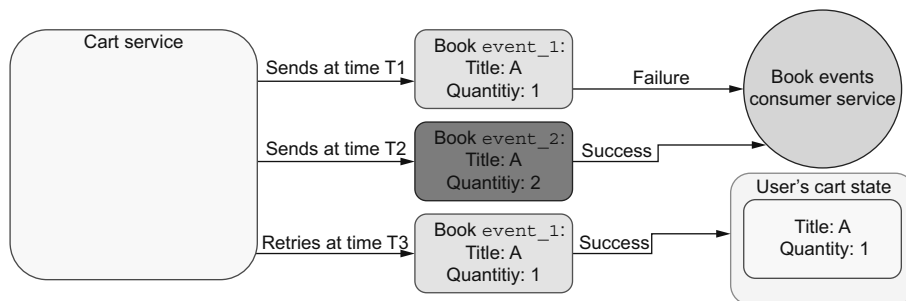 Cart service
Sends at time T1
Book event_1:
Title: A
Quantitiy: 1
Failure
Book events
consumer service
Sends at time T2
Book event_2:
Title: A
Quantitiy: 2
Success
User's cart state
Title: A
Quantity: 1
Retries at time T3
Book event_1:
Title: A
Quantitiy: 1
Success